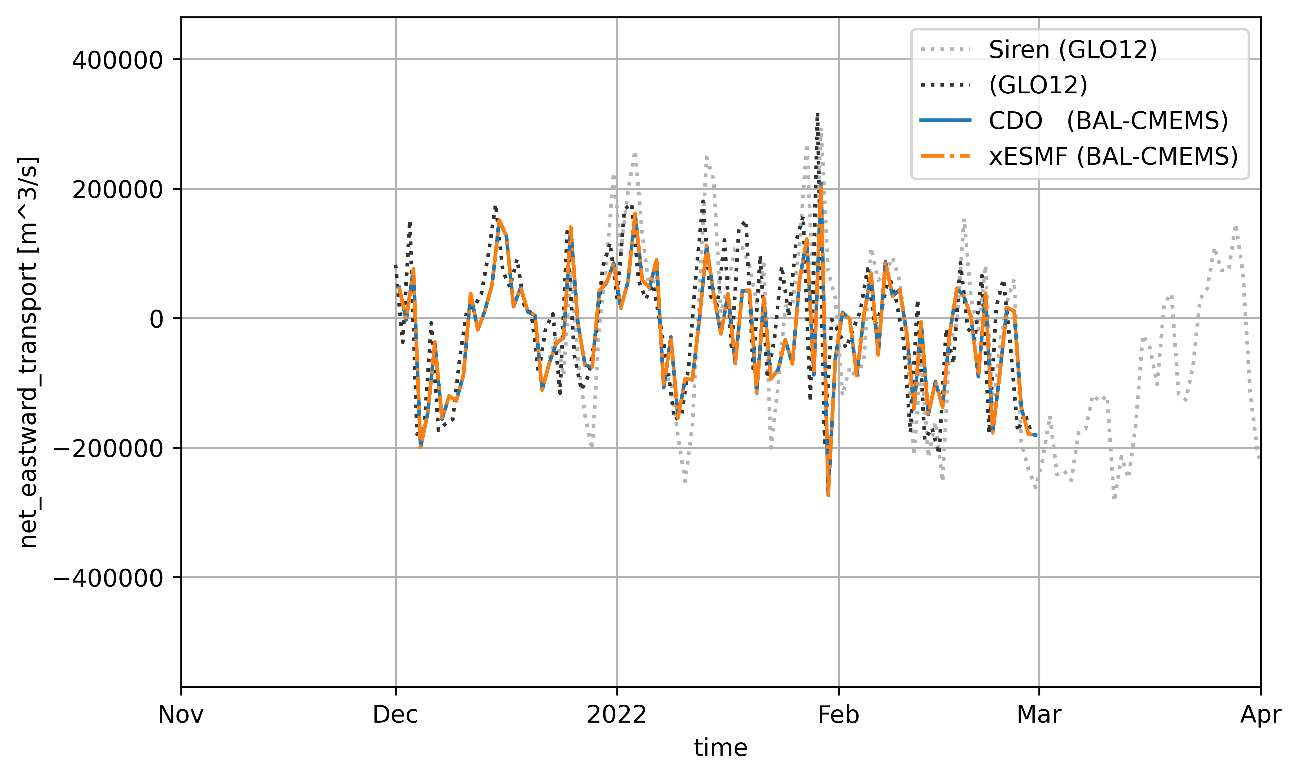 Siren (GLO12)
(GLO12)
CDO   (BAL-CMEMS)
xESMF (BAL-CMEMS)
400000
200000
0
−200000
−400000
net_eastward_transport [m^3/s]
Nov Dec 2022 Feb Mar Apr
time